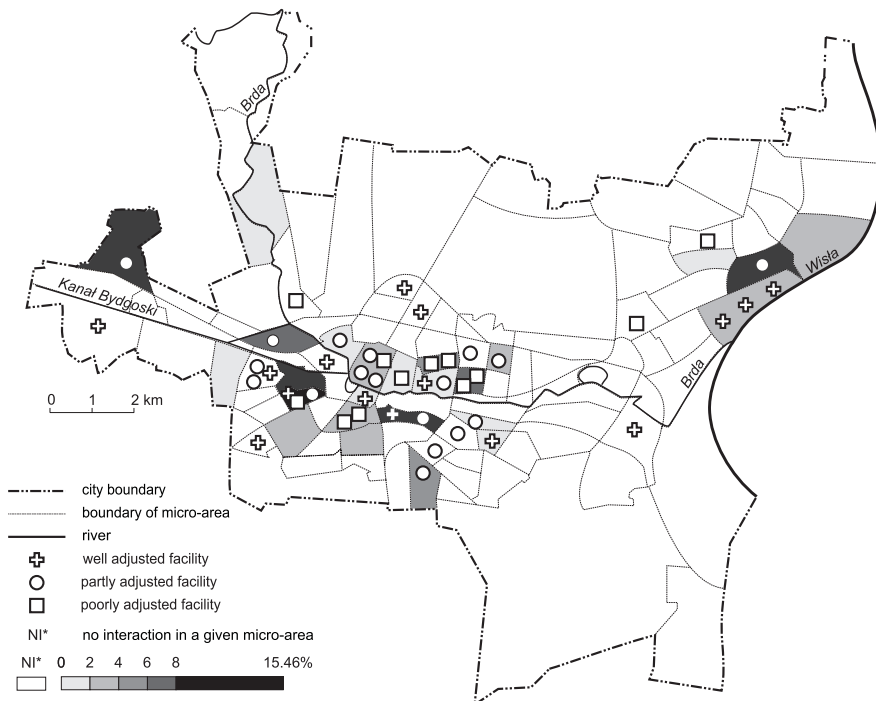 Brda
Wisła
Kanał Bydgoski
Brda
0 1 2 km
city boundary
boundary of micro-area
river
well adjusted facility
partly adjusted facility
poorly adjusted facility
NI* no interaction in a given micro-area
NI* 0 2 4 6 8 15.46%